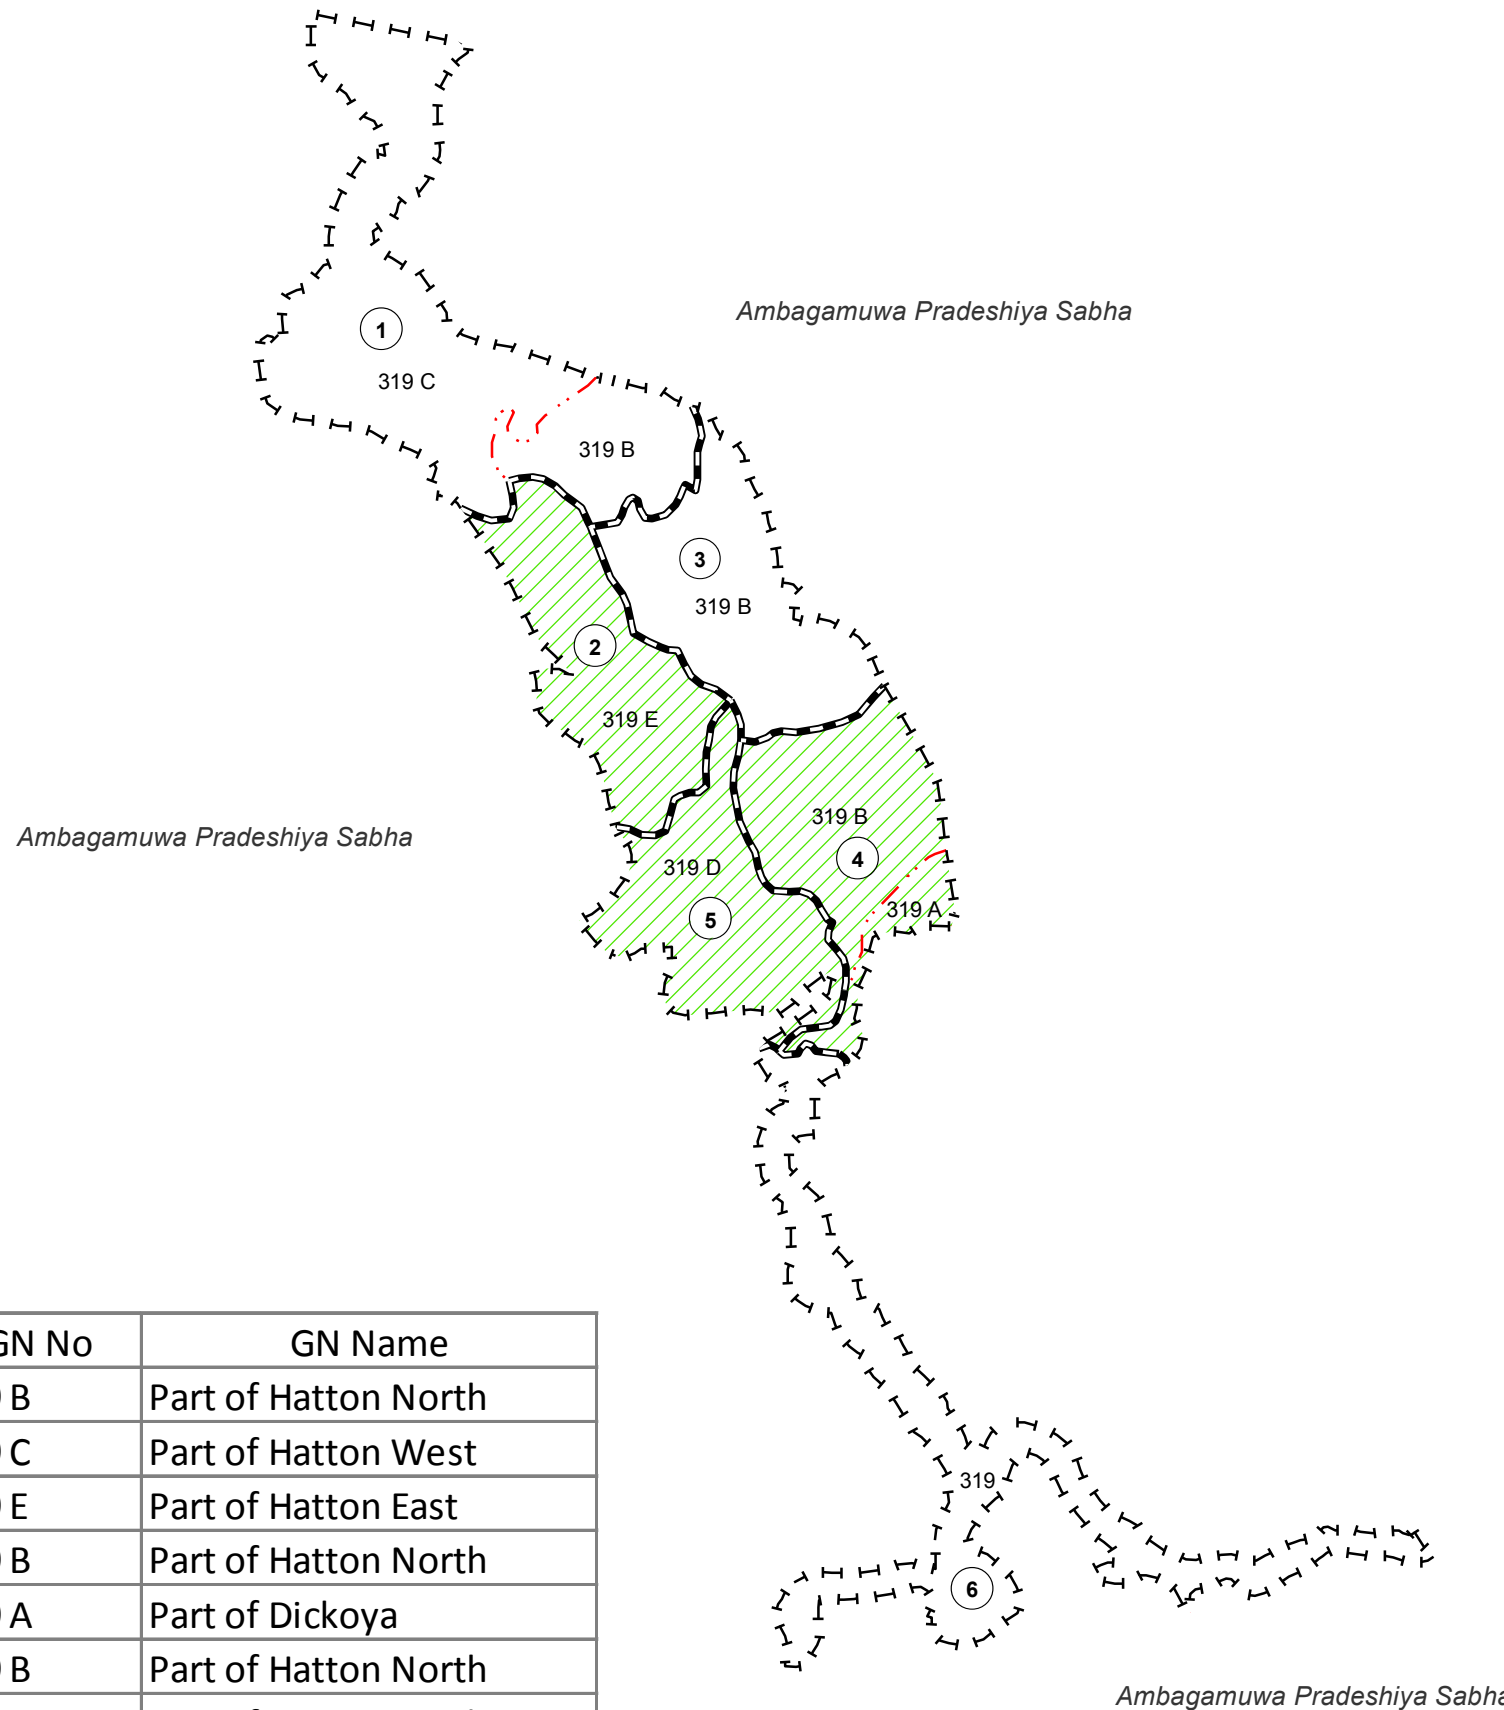 Ambagamuwa Pradeshiya Sabha
1
319 C
319 B
3
319 B
2
319 E
319 B
Ambagamuwa Pradeshiya Sabha
4
319 D
319 A
5
GN No GN Name
B Part of Hatton North
C Part of Hatton West
E Part of Hatton East
B Part of Hatton North
A Part of Dickoya
B Part of Hatton North
319
6
Ambagamuwa Pradeshiya Sabha